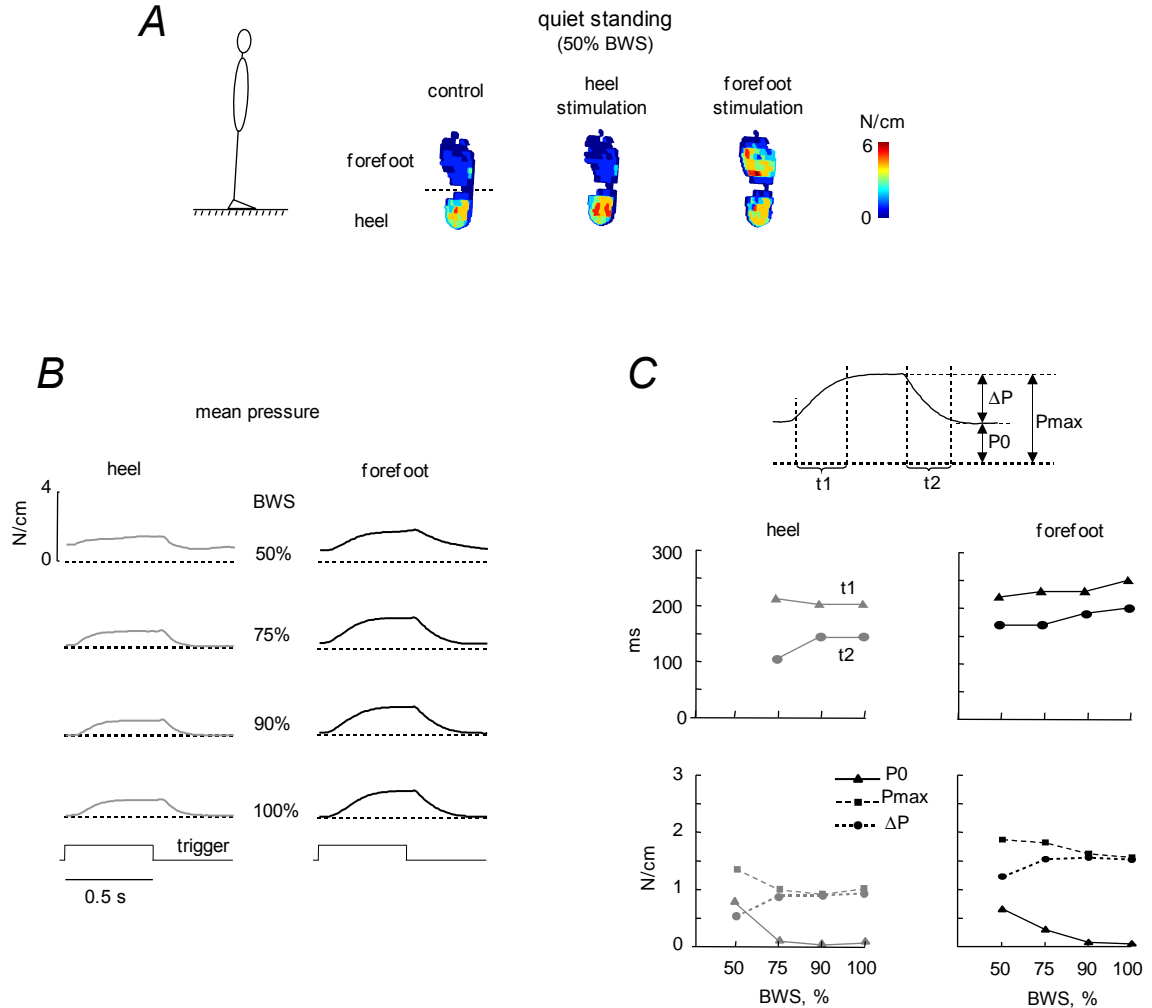 A
quiet standing
(50% BWS)
control
heel
stimulation
forefoot
stimulation
N/cm
6
0
forefoot
heel
B
mean pressure
heel
forefoot
4
N/cm
0
BWS
50%
75%
90%
100%
trigger
0.5 s
C
ΔP
P0
Pmax
t1
t2
heel
forefoot
300
200
100
0
ms
t1
t2
3
2
1
0
N/cm
P0
Pmax
ΔP
50 75 90 100
50 75 90 100
BWS, %
BWS, %